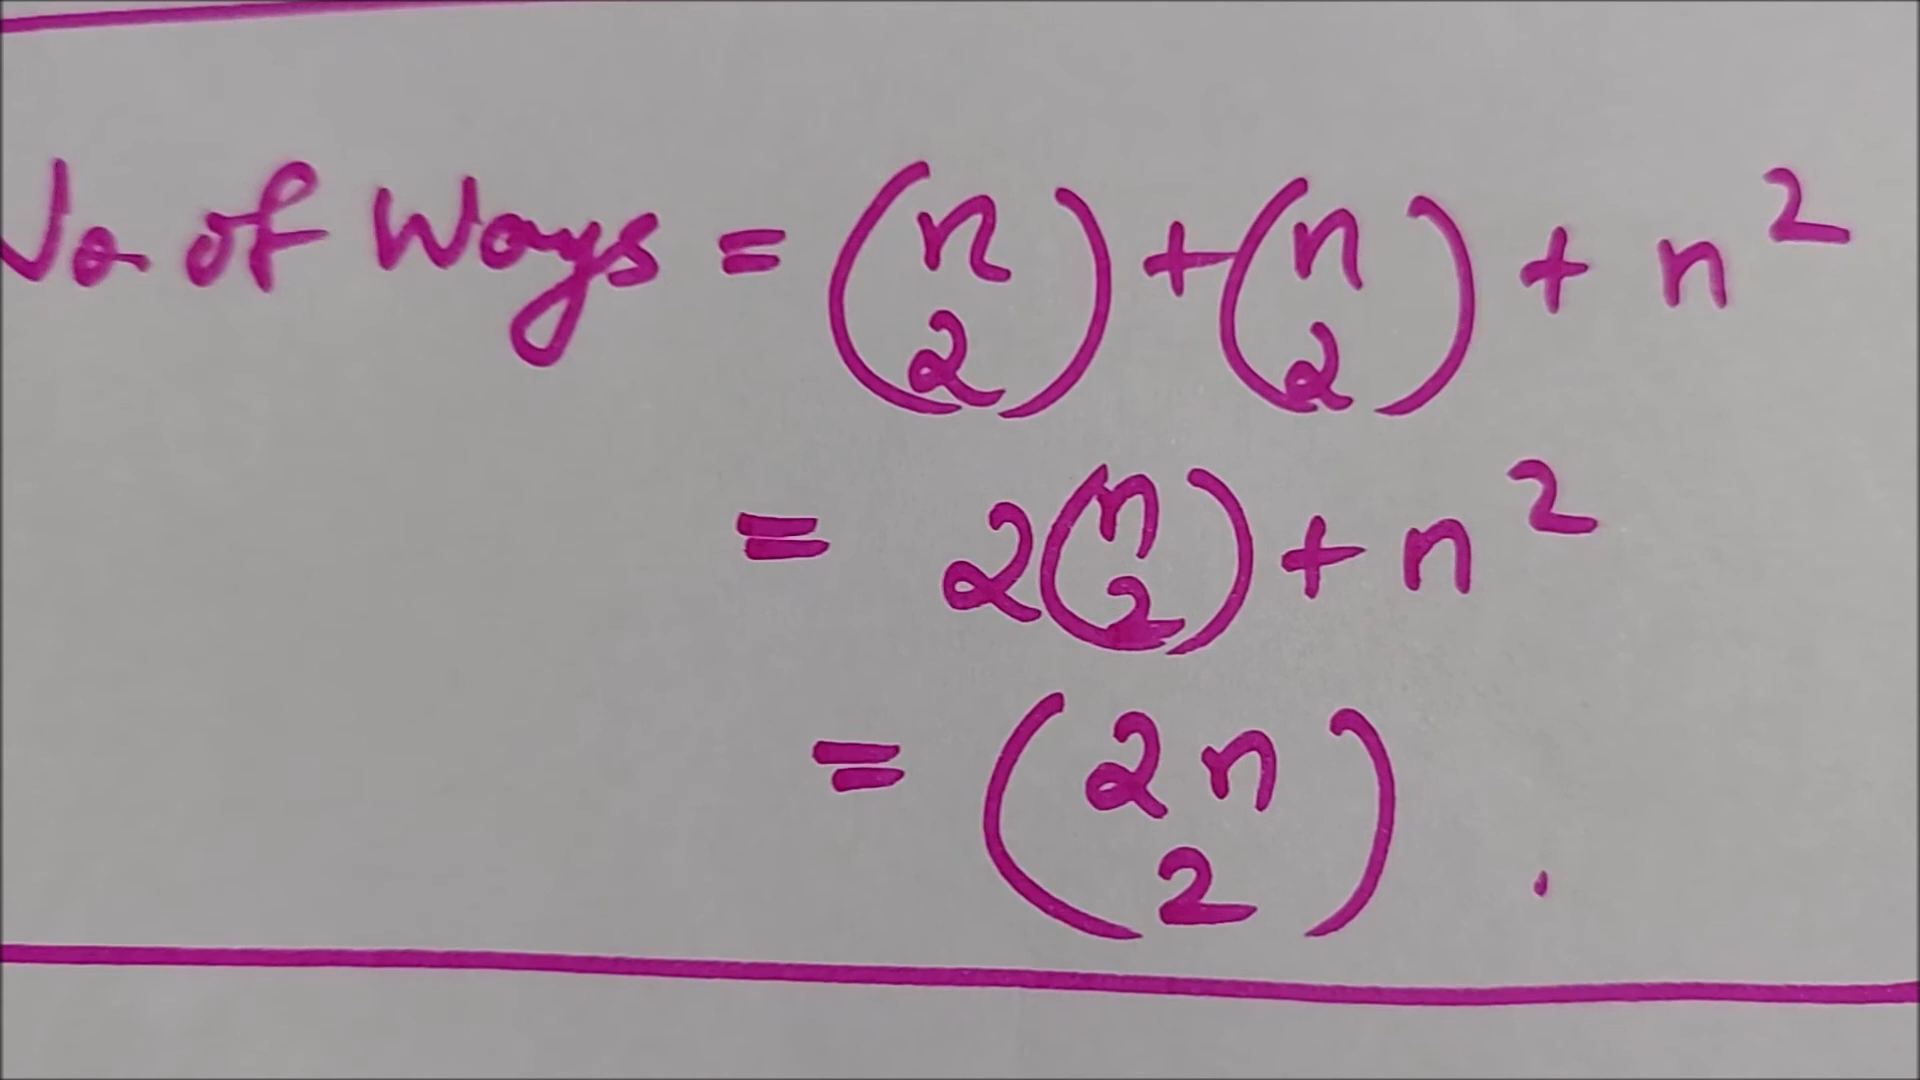 No of Ways = (n 2) + (n 2) + n²
= 2(n 2) + n²
= (2n 2).